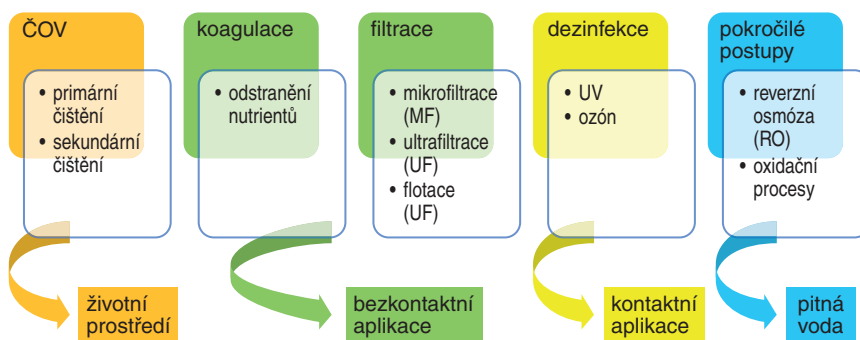 ČOV
• primární
čištění
• sekundární
čištění
koagulace
• odstranění
nutrientů
filtrace
• mikrofiltrace
(MF)
• ultrafiltrace
(UF)
• flotace
(UF)
dezinfekce
• UV
• ozón
pokročilé
postupy
• reverzní
osmóza
(RO)
• oxidační
procesy
životní
prostředí
bezkontaktní
aplikace
kontaktní
aplikace
pitná
voda